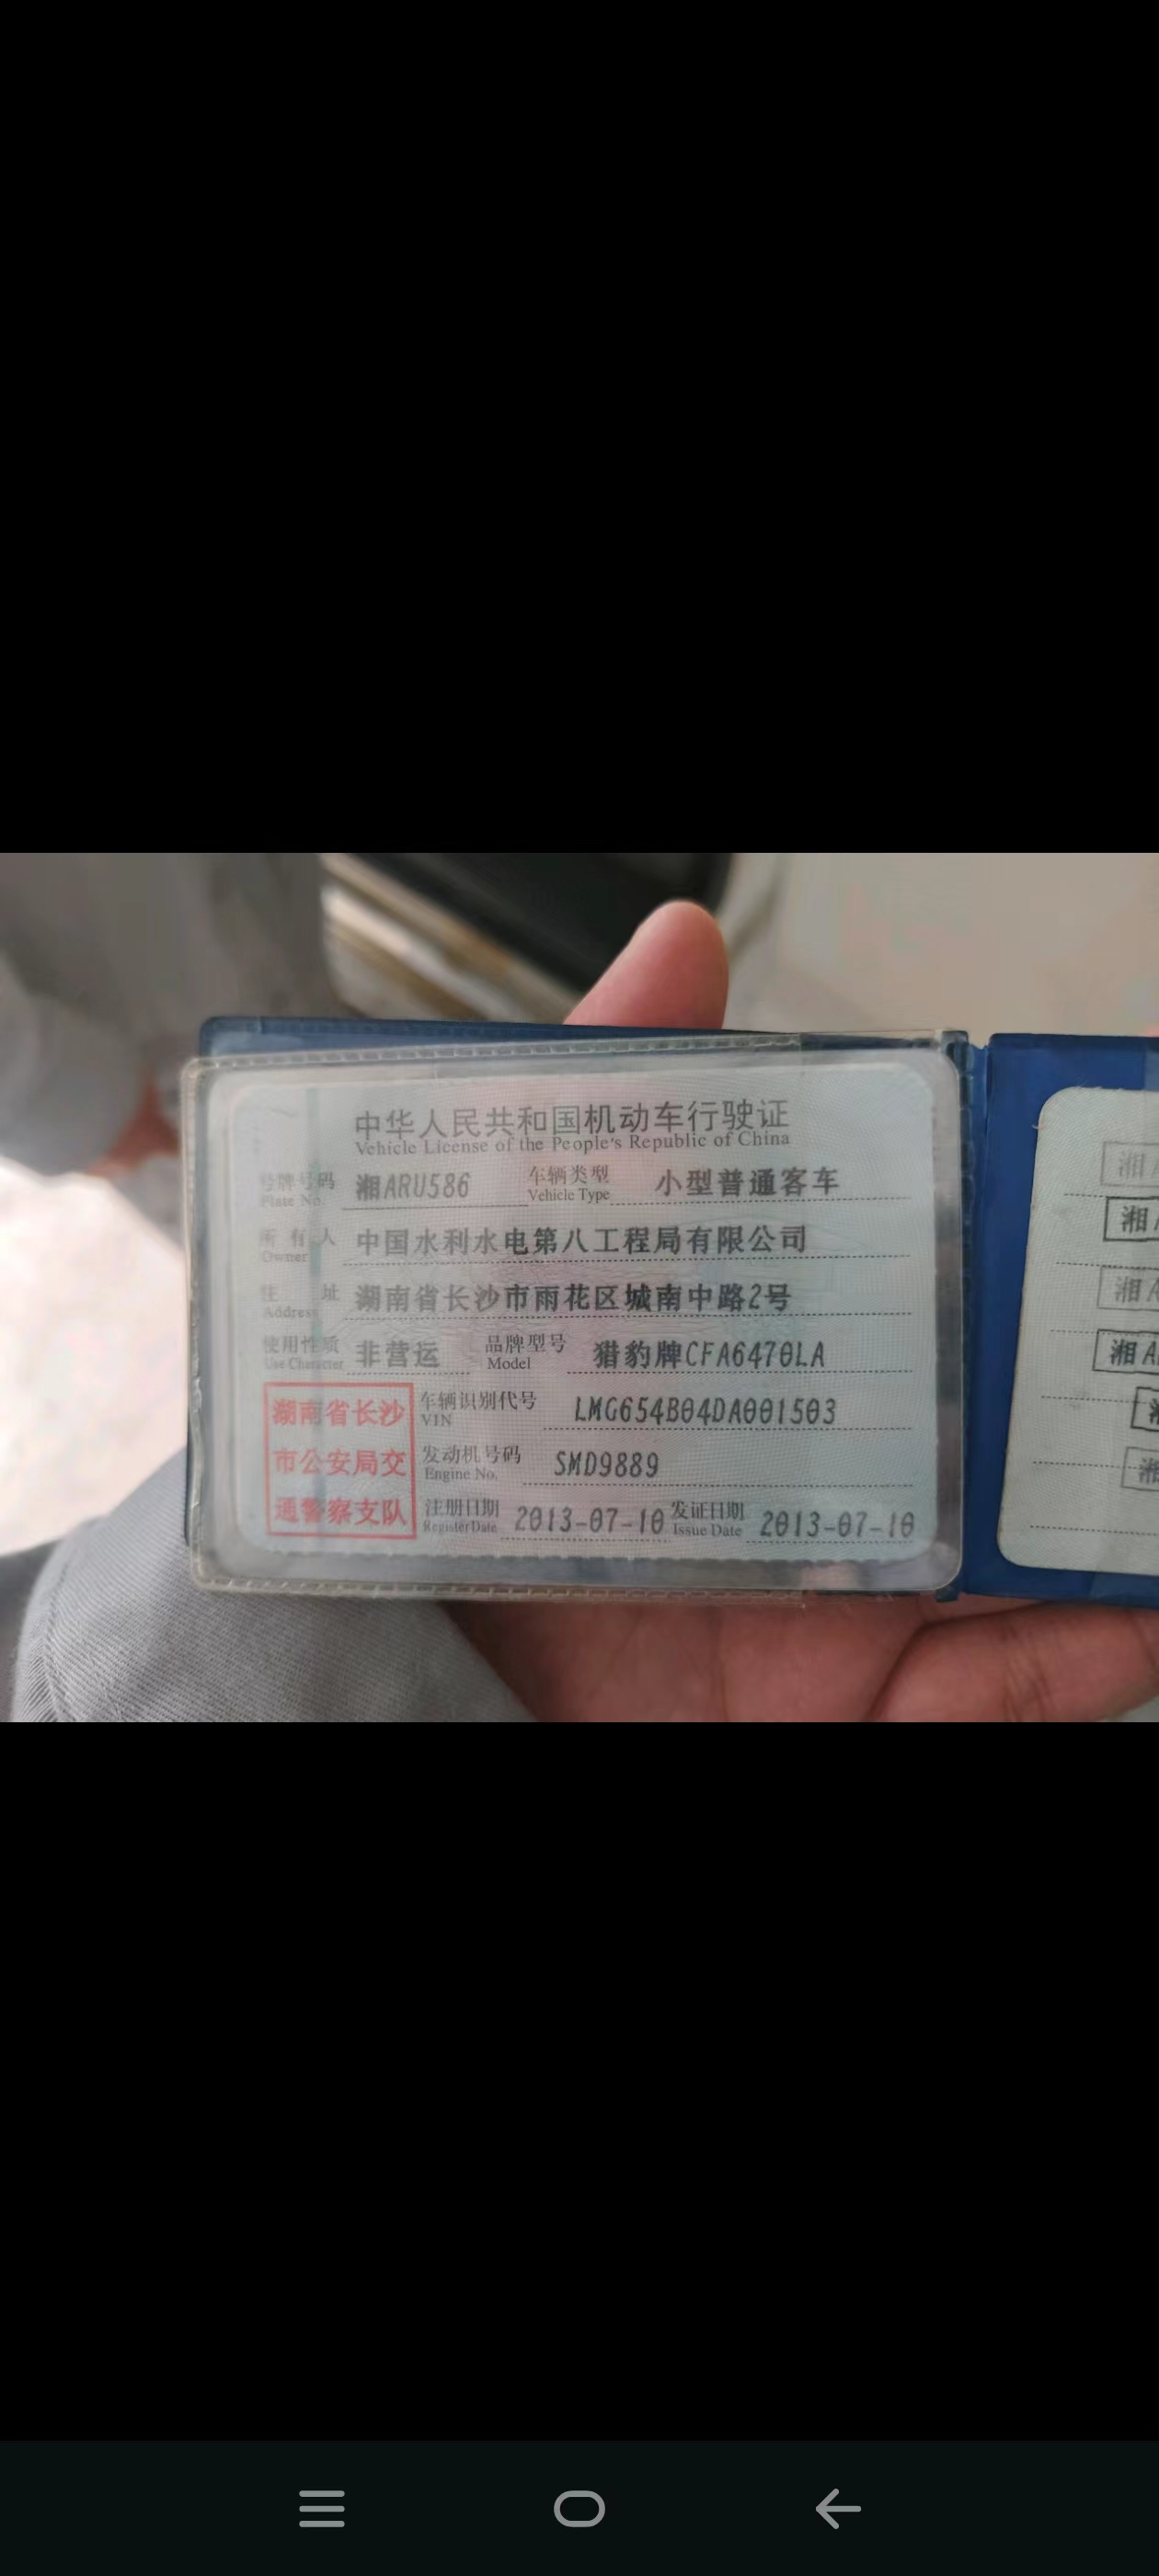 中华人民共和国机动车行驶证
Vehicle License of the People's Republic of China
号牌号码 湘ARU586 车辆类型 小型普通客车
Plate No. Vehicle Type
所有人 中国水利水电第八工程局有限公司
Owner
住址 湖南省长沙市雨花区城南中路2号
Address
使用性质 非营运 品牌型号 猎豹牌CFA6470LA
Use Character Model
车辆识别代号 LMG654B04DA001503
VIN
发动机号码 SMD9889
Engine No.
注册日期 2013-07-10 发证日期 2013-07-10
Register Date Issue Date
湖南省长沙
市公安局交
通警察支队
湘A
湘
湘A
湘A
湘